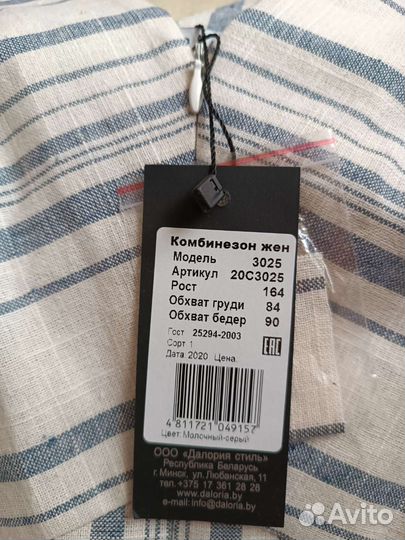 Комбинезон жен
Модель 3025
Артикул 20С3025
Рост 164
Обхват груди 84
Обхват бедер 90
Гост 25294-2003
Сорт 1
Дата: 2020 Цена:
ЕАС
4 811721 049157
Цвет: Молочный-серый
ООО «Далория стиль»
Республика Беларусь
г. Минск, ул. Любанская, 11
тел. +375 17 361 28 28
www.daloria.by
e-mail: info@daloria.by
Avito